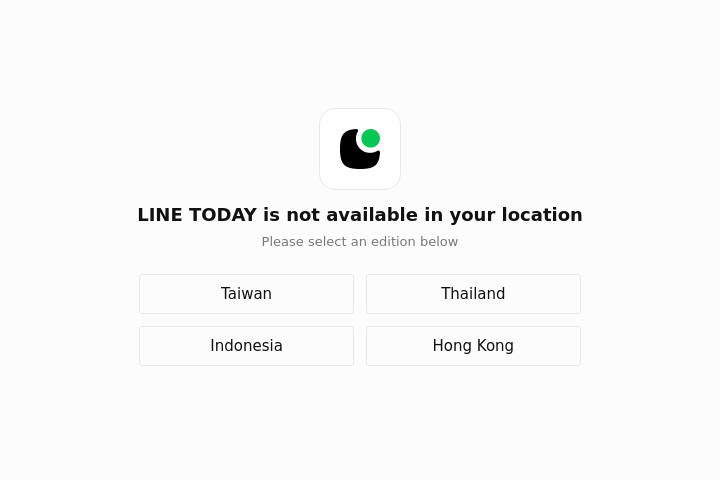 LINE TODAY is not available in your location
Please select an edition below
Taiwan
Thailand
Indonesia
Hong Kong